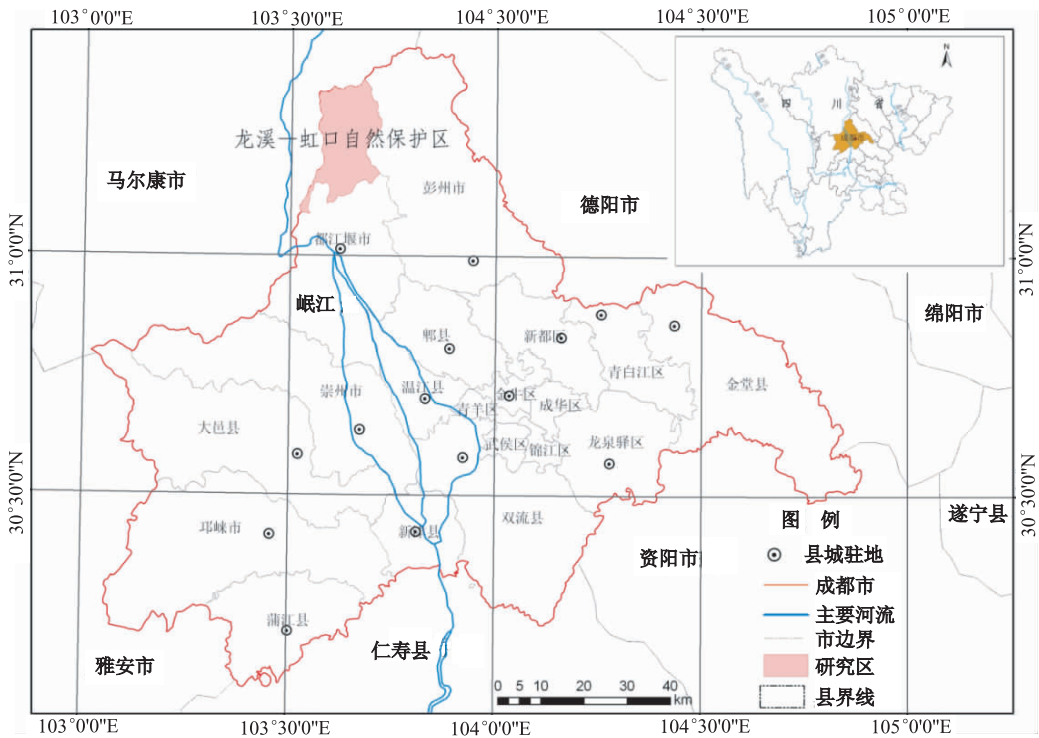 103°0'0"E
103°30'0"E
104°0'0"E
104°30'0"E
105°0'0"E
N
四川省
成都市
龙溪—虹口自然保护区
马尔康市
彭州市
德阳市
31°0'0"N
31°0'0"N
都江堰市
岷江
绵阳市
郫县
新都区
青白江区
金堂县
崇州市
温江县
金牛区
青羊区
成华区
大邑县
武侯区
锦江区
龙泉驿区
30°30'0"N
30°30'0"N
邛崃市
新津县
双流县
遂宁县
资阳市
蒲江县
仁寿县
雅安市
图 例
县城驻地
成都市
主要河流
市边界
研究区
县界线
0 5 10 20 30 40
km
103°0'0"E
103°30'0"E
104°0'0"E
104°30'0"E
105°0'0"E